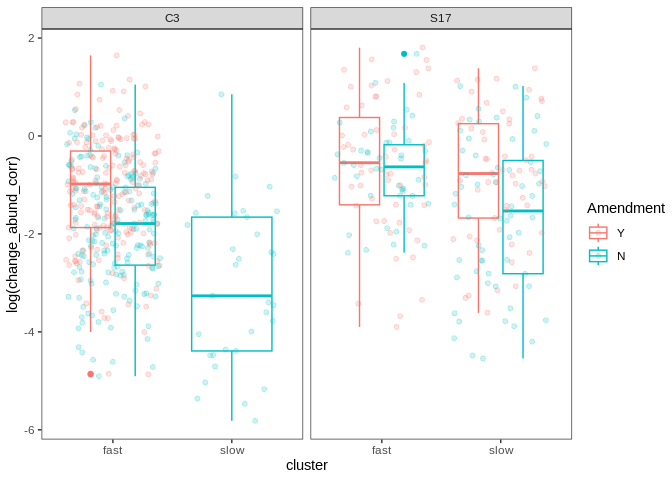 C3
S17
2
0
-2
-4
-6
log(change_abund_corr)
fast
slow
fast
slow
cluster
Amendment
Y
N